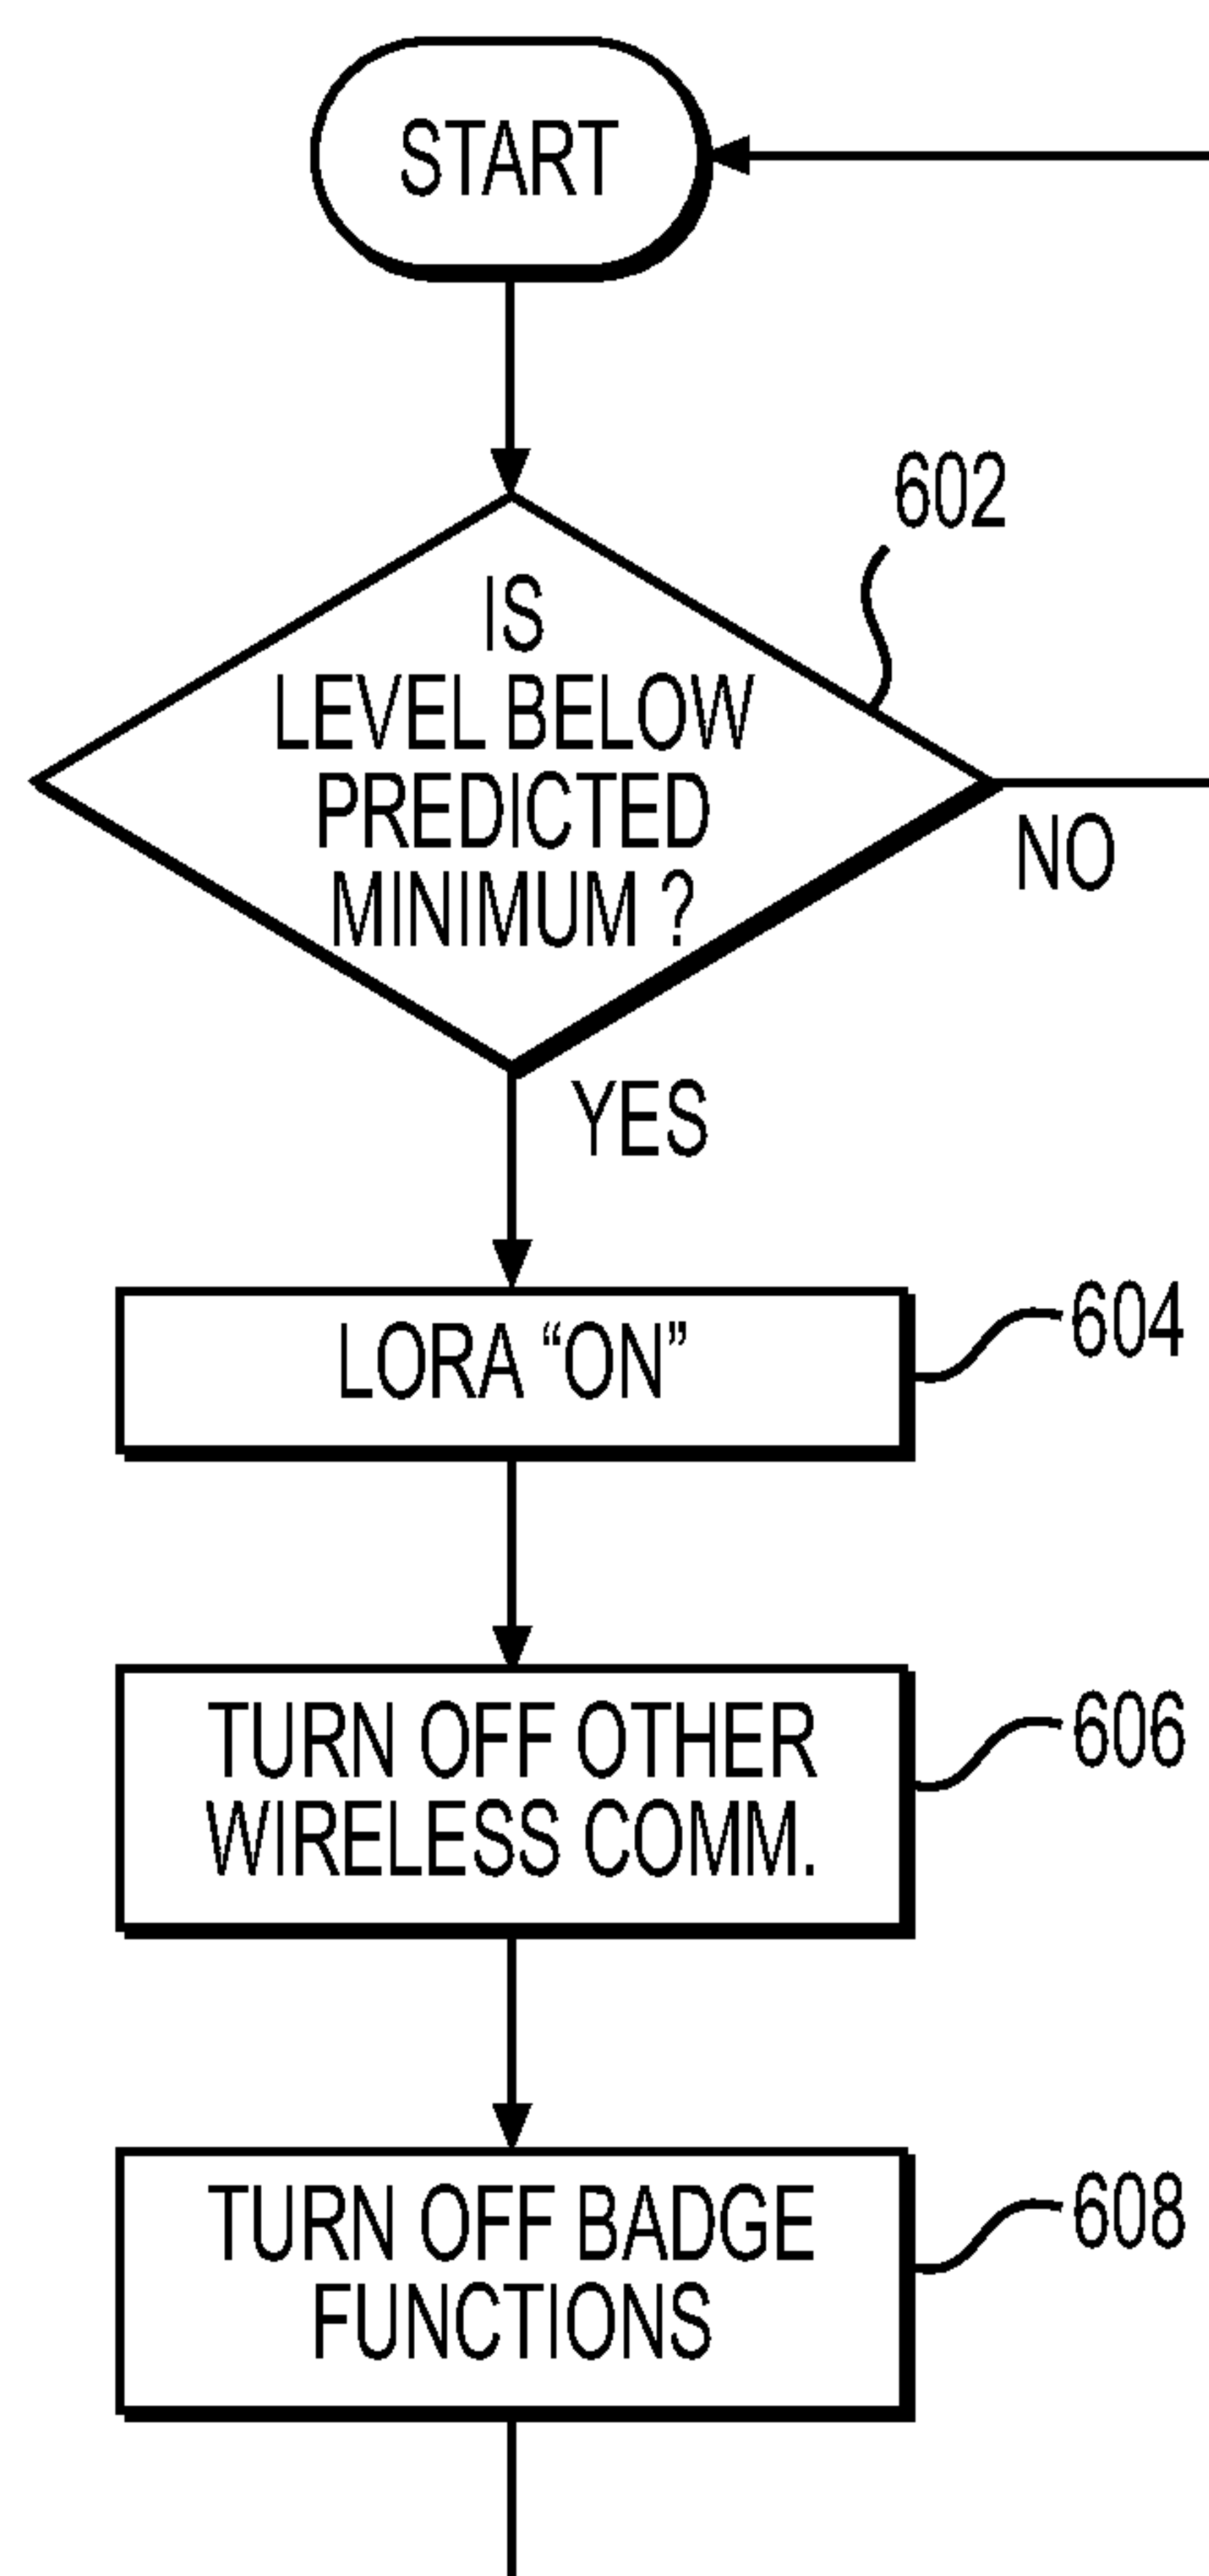 START
602
IS
LEVEL BELOW
PREDICTED
MINIMUM ?
NO
YES
LORA “ON”
604
TURN OFF OTHER
WIRELESS COMM.
606
TURN OFF BADGE
FUNCTIONS
608